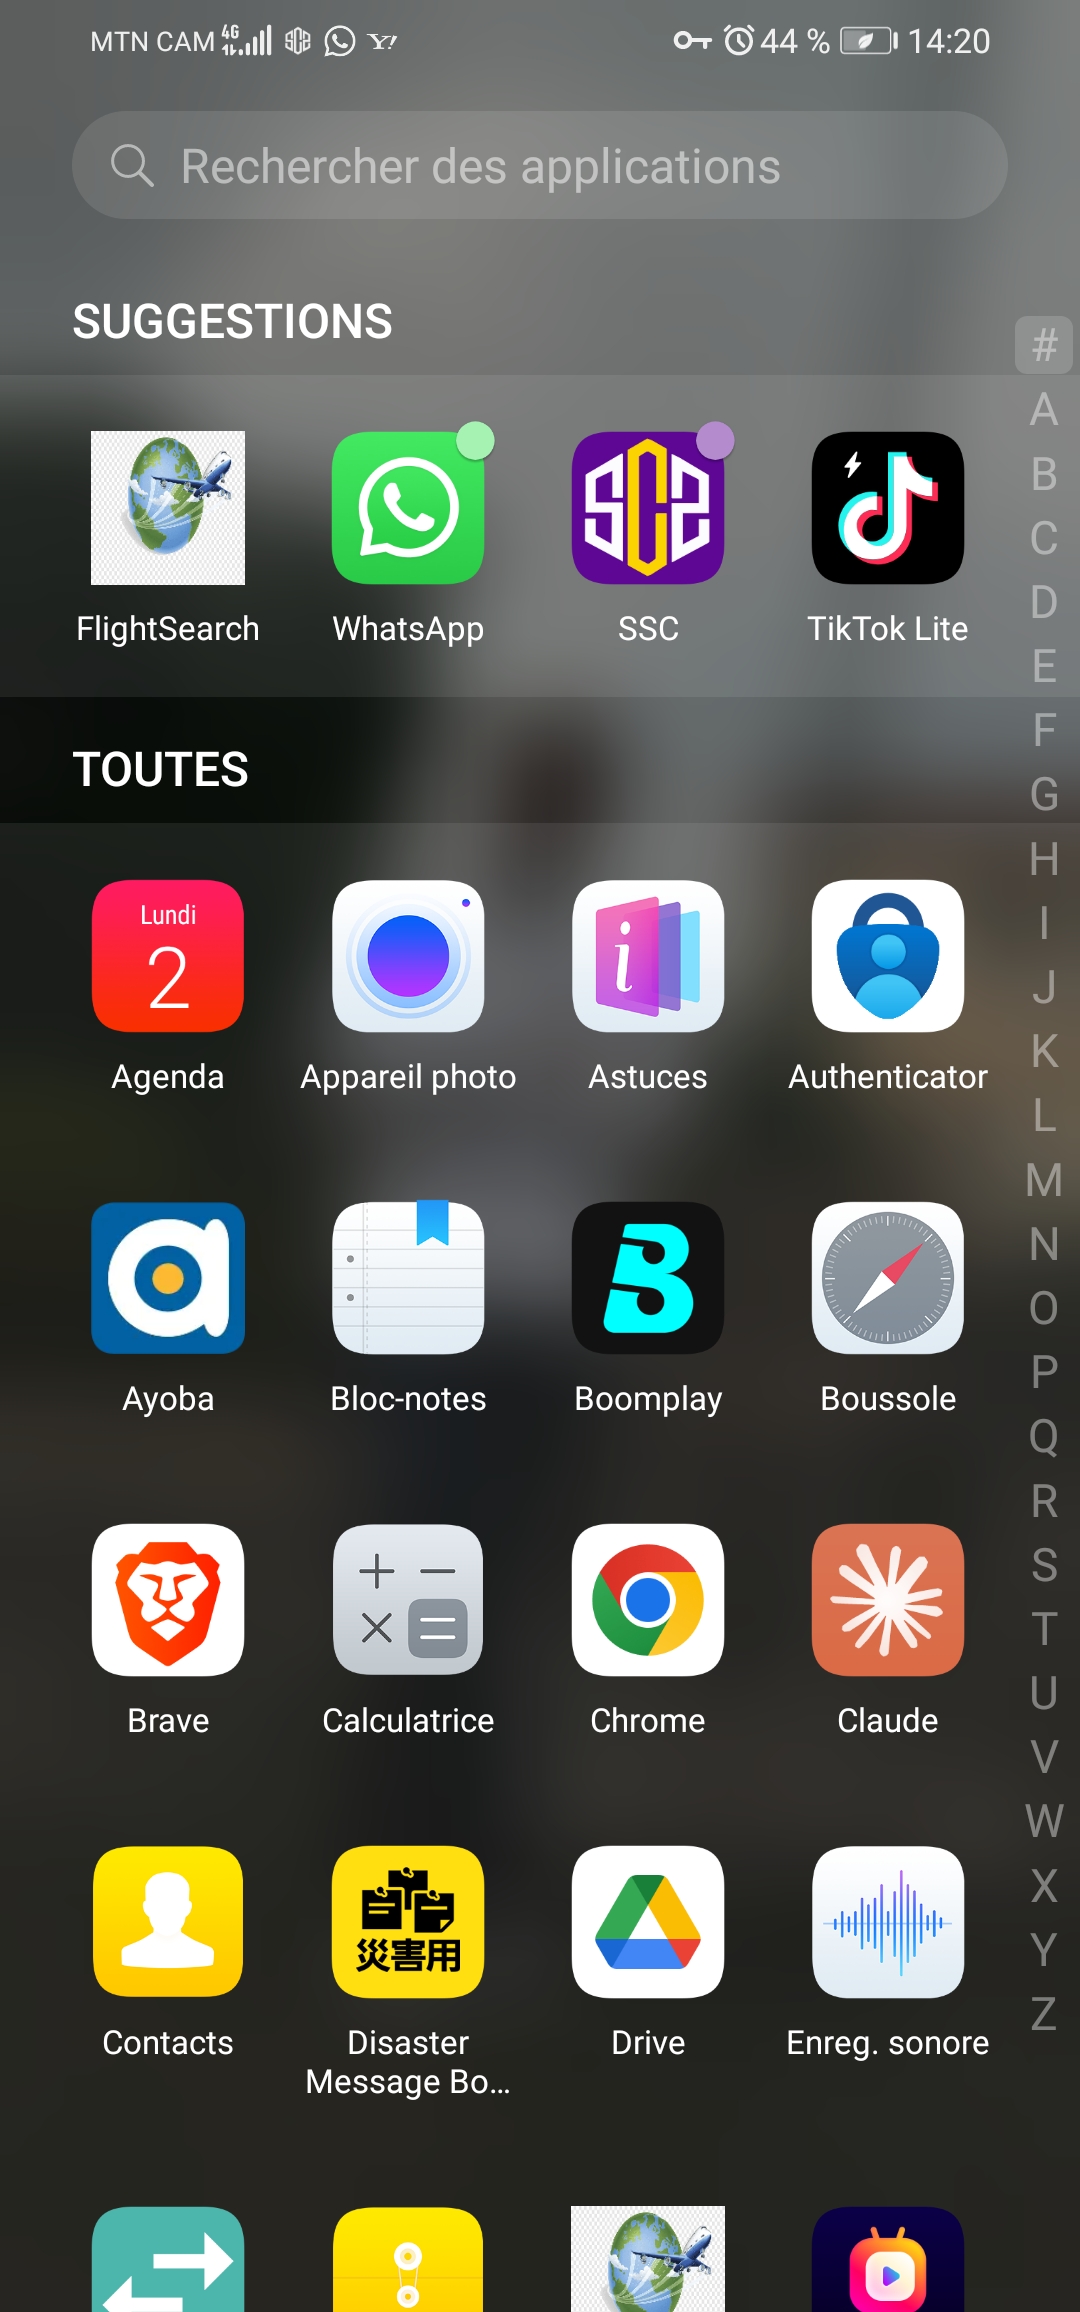 MTN CAM 4G 44 % 14:20
Rechercher des applications
SUGGESTIONS
FlightSearch WhatsApp SSC TikTok Lite
TOUTES
Lundi
2
Agenda Appareil photo Astuces Authenticator
Ayoba Bloc-notes Boomplay Boussole
Brave Calculatrice Chrome Claude
災害用
Contacts Disaster Message Bo... Drive Enreg. sonore
#
A
B
C
D
E
F
G
H
I
J
K
L
M
N
O
P
Q
R
S
T
U
V
W
X
Y
Z